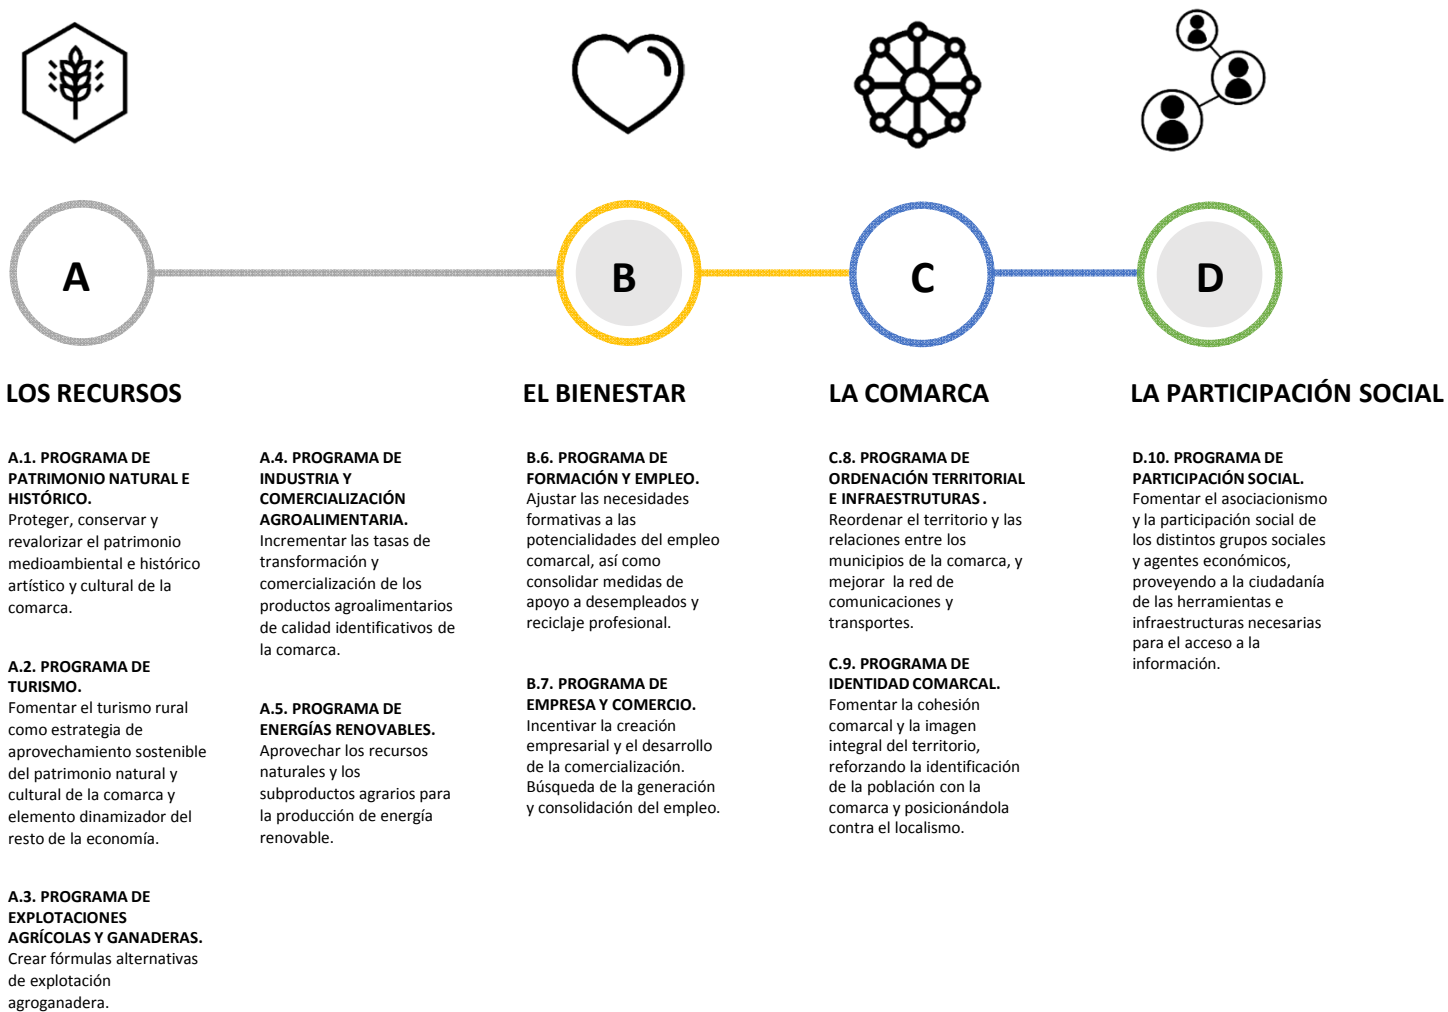 A
B
C
D
LOS RECURSOS
EL BIENESTAR
LA COMARCA
LA PARTICIPACIÓN SOCIAL
A.1. PROGRAMA DE
PATRIMONIO NATURAL E
HISTÓRICO.
Proteger, conservar y
revalorizar el patrimonio
medioambiental e histórico
artístico y cultural de la
comarca.
A.2. PROGRAMA DE
TURISMO.
Fomentar el turismo rural
como estrategia de
aprovechamiento sostenible
del patrimonio natural y
cultural de la comarca y
elemento dinamizador del
resto de la economía.
A.3. PROGRAMA DE
EXPLOTACIONES
AGRÍCOLAS Y GANADERAS.
Crear fórmulas alternativas
de explotación
agroganadera.
A.4. PROGRAMA DE
INDUSTRIA Y
COMERCIALIZACIÓN
AGROALIMENTARIA.
Incrementar las tasas de
transformación y
comercialización de los
productos agroalimentarios
de calidad identificativos de
la comarca.
A.5. PROGRAMA DE
ENERGÍAS RENOVABLES.
Aprovechar los recursos
naturales y los
subproductos agrarios para
la producción de energía
renovable.
B.6. PROGRAMA DE
FORMACIÓN Y EMPLEO.
Ajustar las necesidades
formativas a las
potencialidades del empleo
comarcal, así como
consolidar medidas de
apoyo a desempleados y
reciclaje profesional.
B.7. PROGRAMA DE
EMPRESA Y COMERCIO.
Incentivar la creación
empresarial y el desarrollo
de la comercialización.
Búsqueda de la generación
y consolidación del empleo.
C.8. PROGRAMA DE
ORDENACIÓN TERRITORIAL
E INFRAESTRUTURAS .
Reordenar el territorio y las
relaciones entre los
municipios de la comarca, y
mejorar  la red de
comunicaciones y
transportes.
C.9. PROGRAMA DE
IDENTIDAD COMARCAL.
Fomentar la cohesión
comarcal y la imagen
integral del territorio,
reforzando la identificación
de la población con la
comarca y posicionándola
contra el localismo.
D.10. PROGRAMA DE
PARTICIPACIÓN SOCIAL.
Fomentar el asociacionismo
y la participación social de
los distintos grupos sociales
y agentes económicos,
proveyendo a la ciudadanía
de las herramientas e
infraestructuras necesarias
para el acceso a la
información.